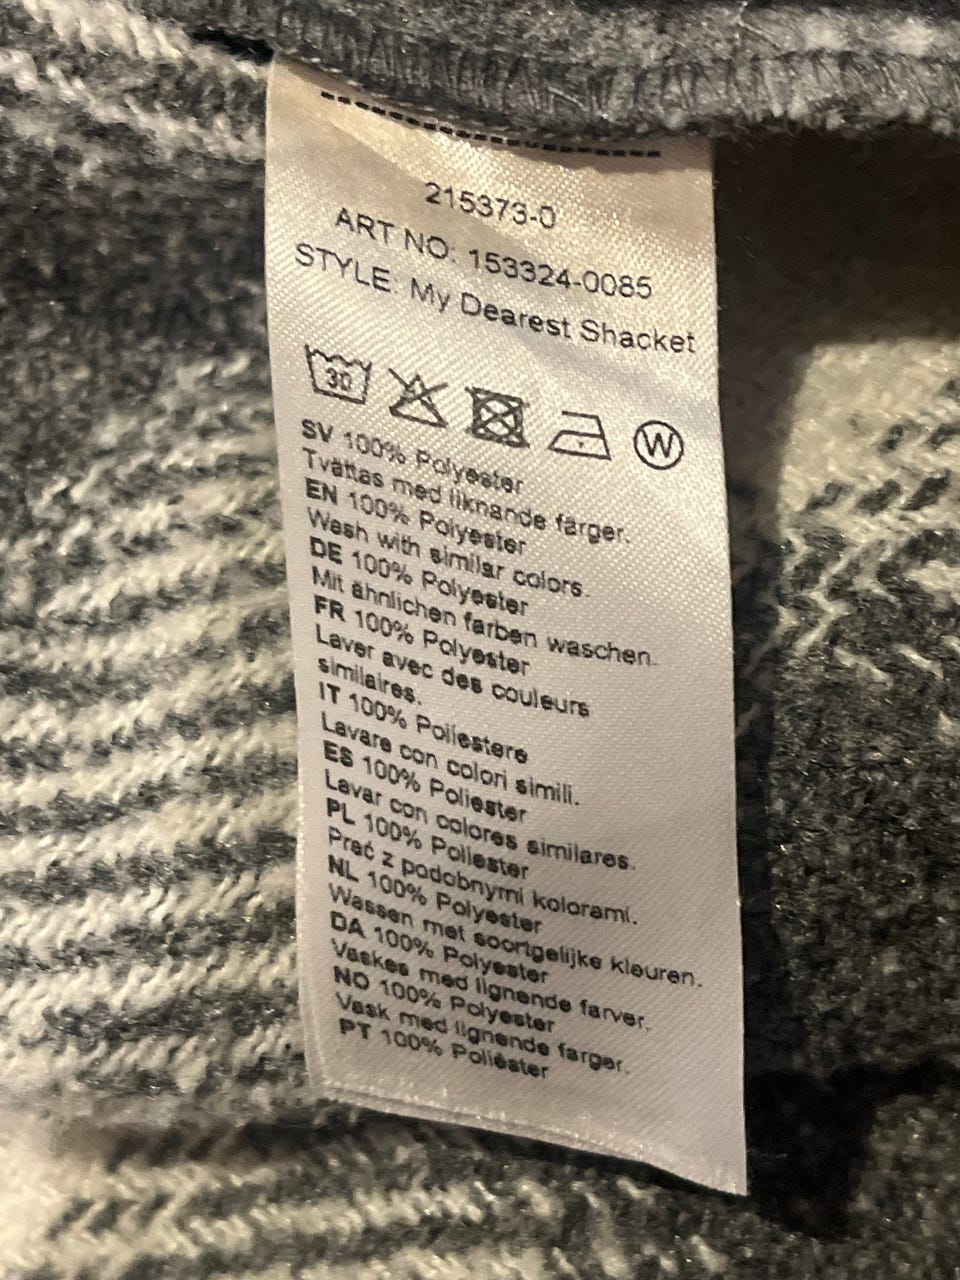 215373-0
ART NO: 153324-0085
STYLE: My Dearest Shacket
30 W
SV 100% Polyester
Tvättas med liknande färger.
EN 100% Polyester
Wash with similar colors.
DE 100% Polyester
Mit ähnlichen farben waschen.
FR 100% Polyester
Laver avec des couleurs
similaires.
IT 100% Poliestere
Lavare con colori simili.
ES 100% Poliester
Lavar con colores similares.
PL 100% Poliester
Prać z podobnymi kolorami.
NL 100% Polyester
Wassen met soortgelijke kleuren.
DA 100% Polyester
Vaskes med lignende farver.
NO 100% Polyester
Vask med lignende farger.
PT 100% Poliéster